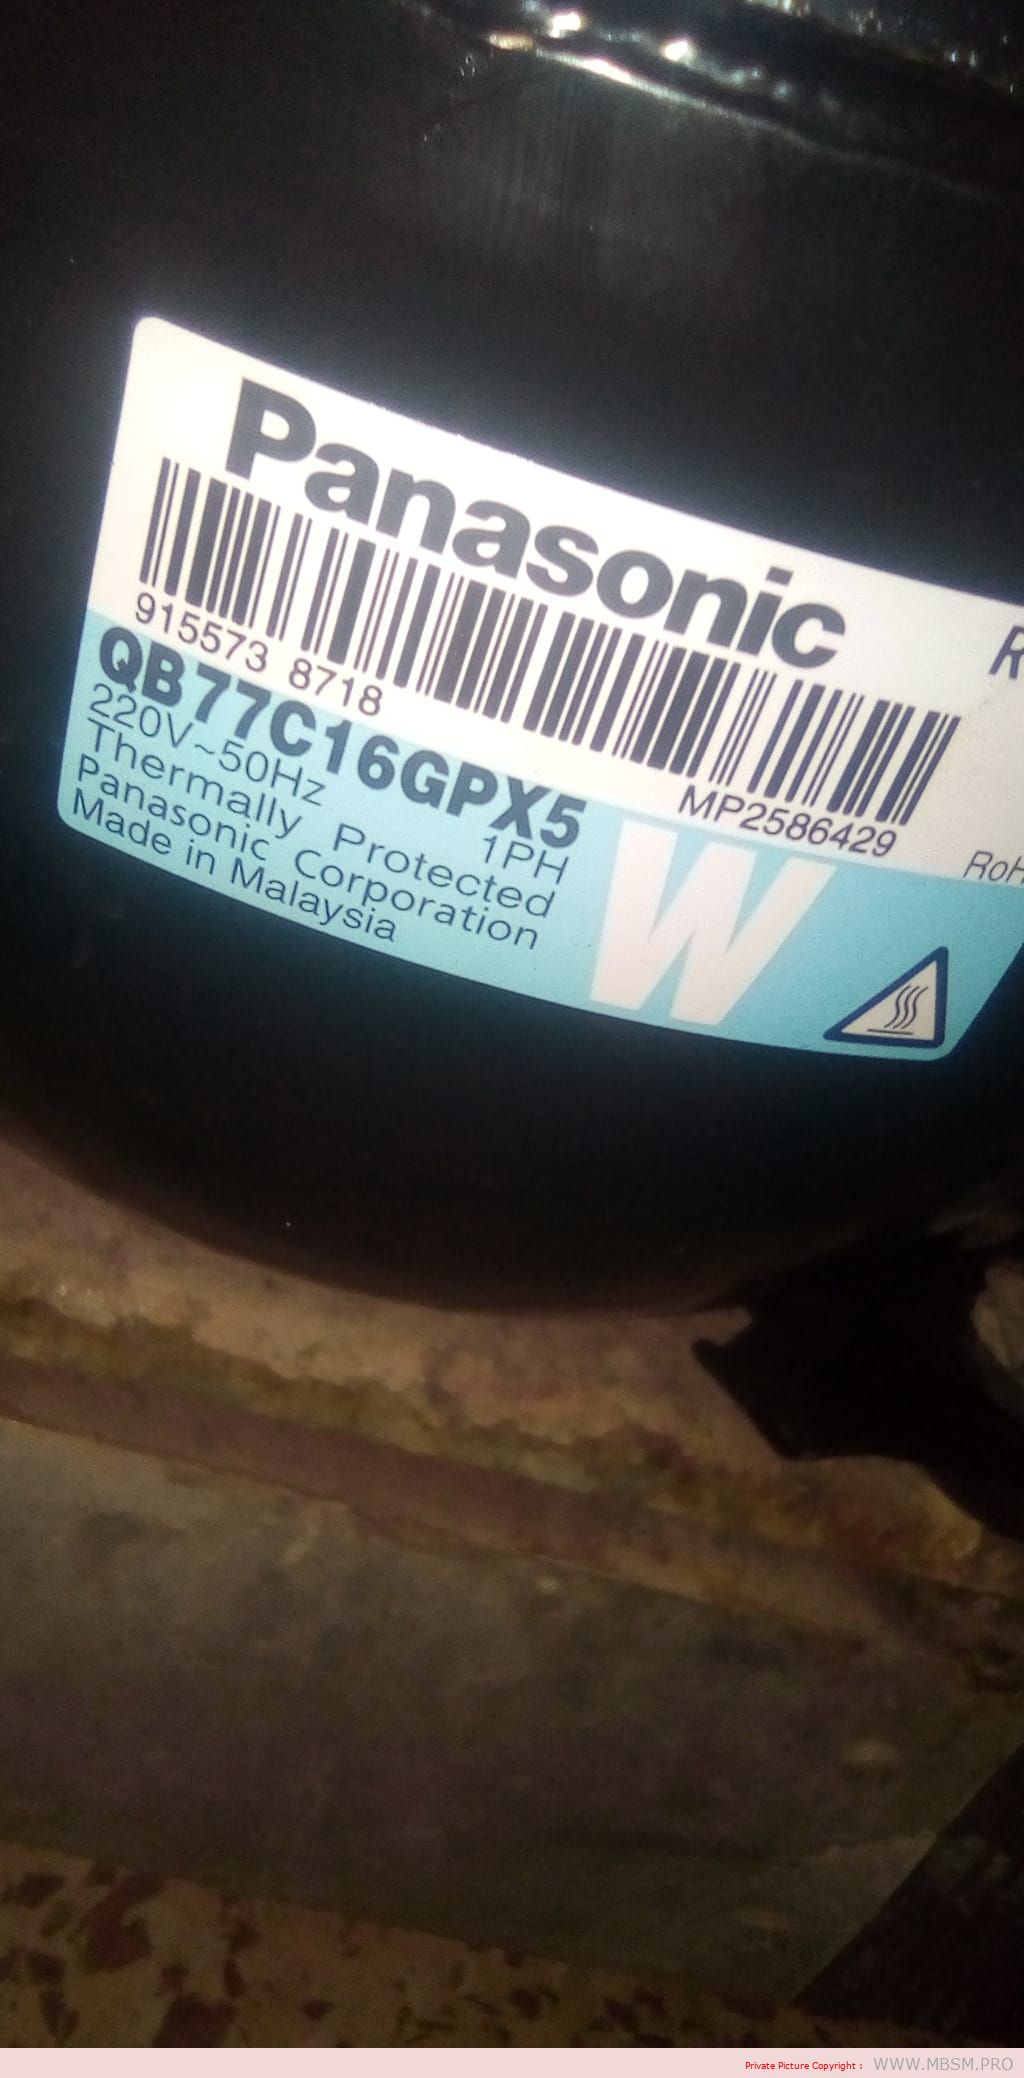 Panasonic
R
915573 8718
MP2586429
QB77C16GPX5
220V~50Hz 1PH
Thermally Protected
Panasonic Corporation
Made in Malaysia
W
RoH
Private Picture Copyright : WWW.MBSM.PRO